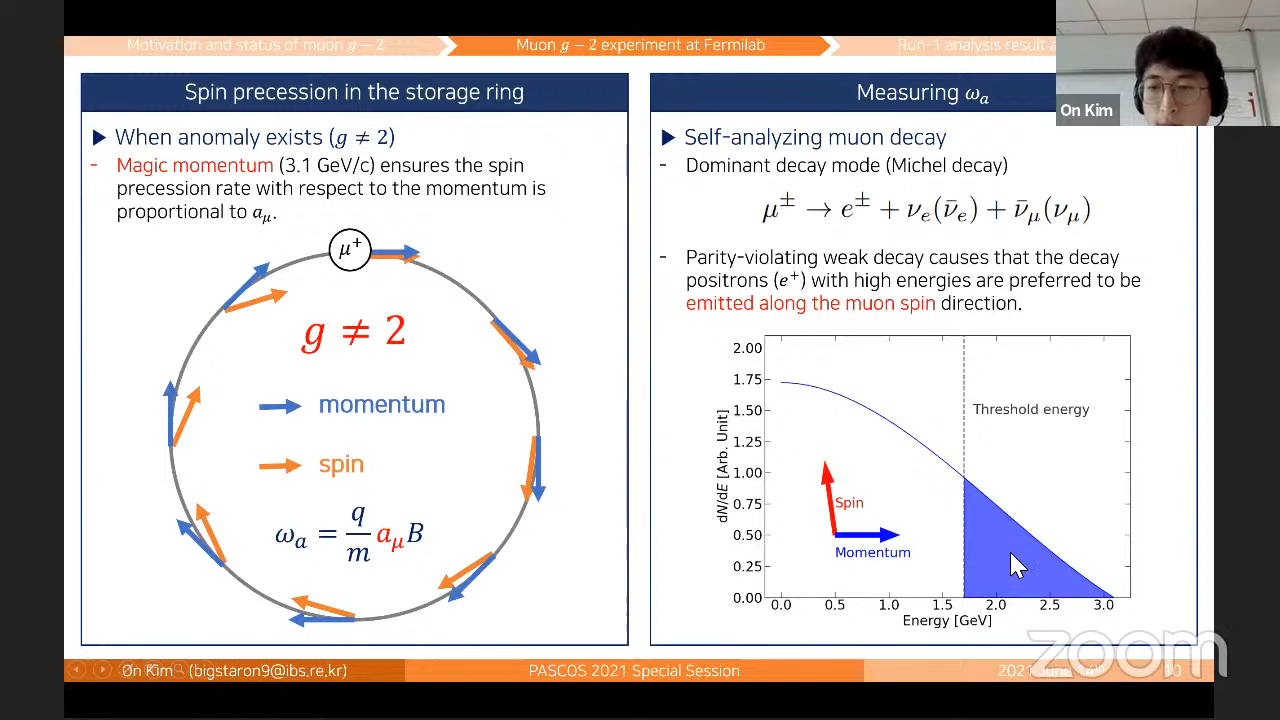 Motivation and status of muon g−2
Muon g−2 experiment at Fermilab
Run-1 analysis result a
On Kim
Spin precession in the storage ring
▶ When anomaly exists (g ≠ 2)
- Magic momentum (3.1 GeV/c) ensures the spin
precession rate with respect to the momentum is
proportional to aμ.
μ⁺
g ≠ 2
momentum
spin
ωₐ = q/m aμB
Measuring ωₐ
▶ Self-analyzing muon decay
- Dominant decay mode (Michel decay)
μ± → e± + νₑ(ν̄ₑ) + ν̄μ(νμ)
- Parity-violating weak decay causes that the decay
positrons (e⁺) with high energies are preferred to be
emitted along the muon spin direction.
2.00
1.75
1.50
1.25
1.00
0.75
0.50
0.25
0.00
dN/dE [Arb. Unit]
Threshold energy
Spin
Momentum
0.0 0.5 1.0 1.5 2.0 2.5 3.0
Energy [GeV]
On Kim (bigstaron9@ibs.re.kr)
PASCOS 2021 Special Session
2021 June 14
10
zoom